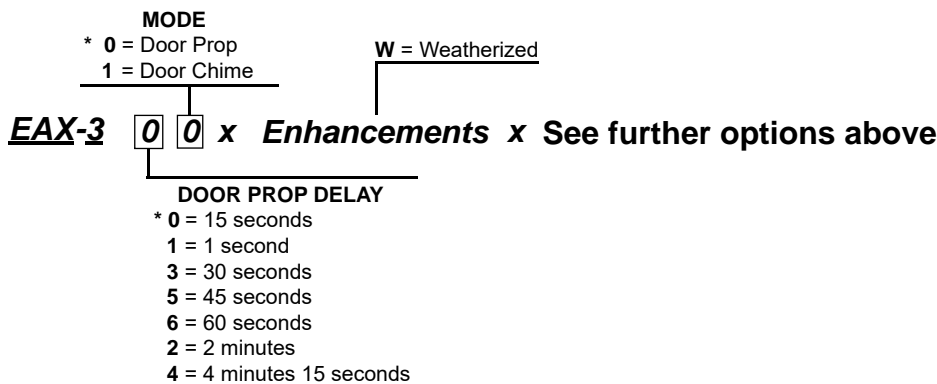 MODE
* 0 = Door Prop
1 = Door Chime
W = Weatherized
EAX-3 0 0 x Enhancements x See further options above
DOOR PROP DELAY
* 0 = 15 seconds
1 = 1 second
3 = 30 seconds
5 = 45 seconds
6 = 60 seconds
2 = 2 minutes
4 = 4 minutes 15 seconds